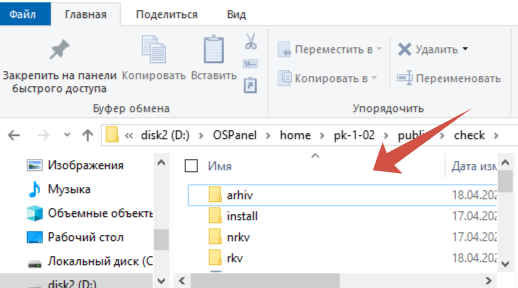 Файл Главная Поделиться Вид
Переместить в Удалить
Закрепить на панели быстрого доступа Копировать Вставить Копировать в Переименовать
Буфер обмена Упорядочить
« disk2 (D:) > OSPanel > home > pk-1-02 > public > check >
Изображения Имя Дата изм
Музыка arhiv 18.04.202
Объемные объекть install 17.04.202
Рабочий стол nrkv 17.04.202
Локальный диск (C rkv 18.04.202
disk2 (D:)